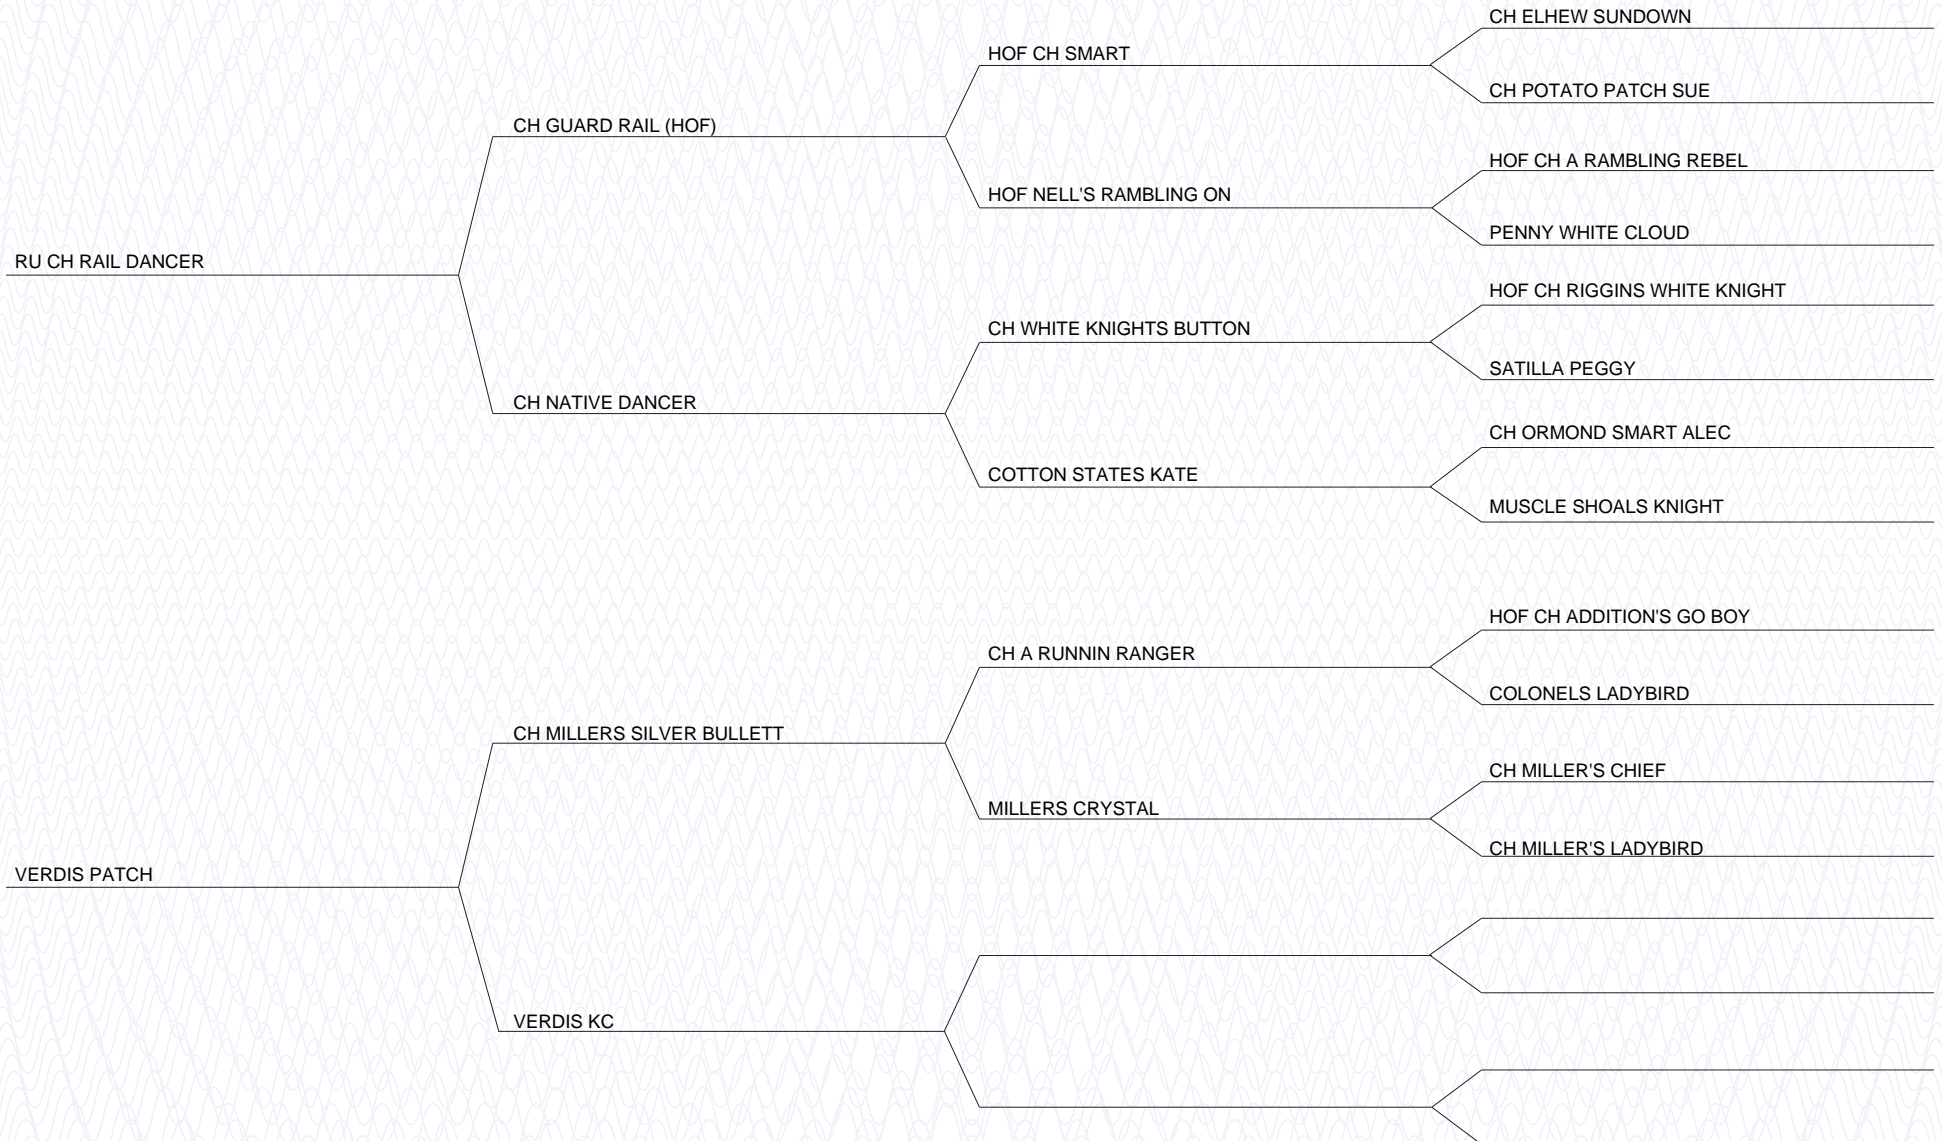 CH ELHEW SUNDOWN
HOF CH SMART
CH POTATO PATCH SUE
CH GUARD RAIL (HOF)
HOF CH A RAMBLING REBEL
HOF NELL'S RAMBLING ON
PENNY WHITE CLOUD
RU CH RAIL DANCER
HOF CH RIGGINS WHITE KNIGHT
CH WHITE KNIGHTS BUTTON
SATILLA PEGGY
CH NATIVE DANCER
CH ORMOND SMART ALEC
COTTON STATES KATE
MUSCLE SHOALS KNIGHT
HOF CH ADDITION'S GO BOY
CH A RUNNIN RANGER
COLONELS LADYBIRD
CH MILLERS SILVER BULLETT
CH MILLER'S CHIEF
MILLERS CRYSTAL
CH MILLER'S LADYBIRD
VERDIS PATCH
VERDIS KC